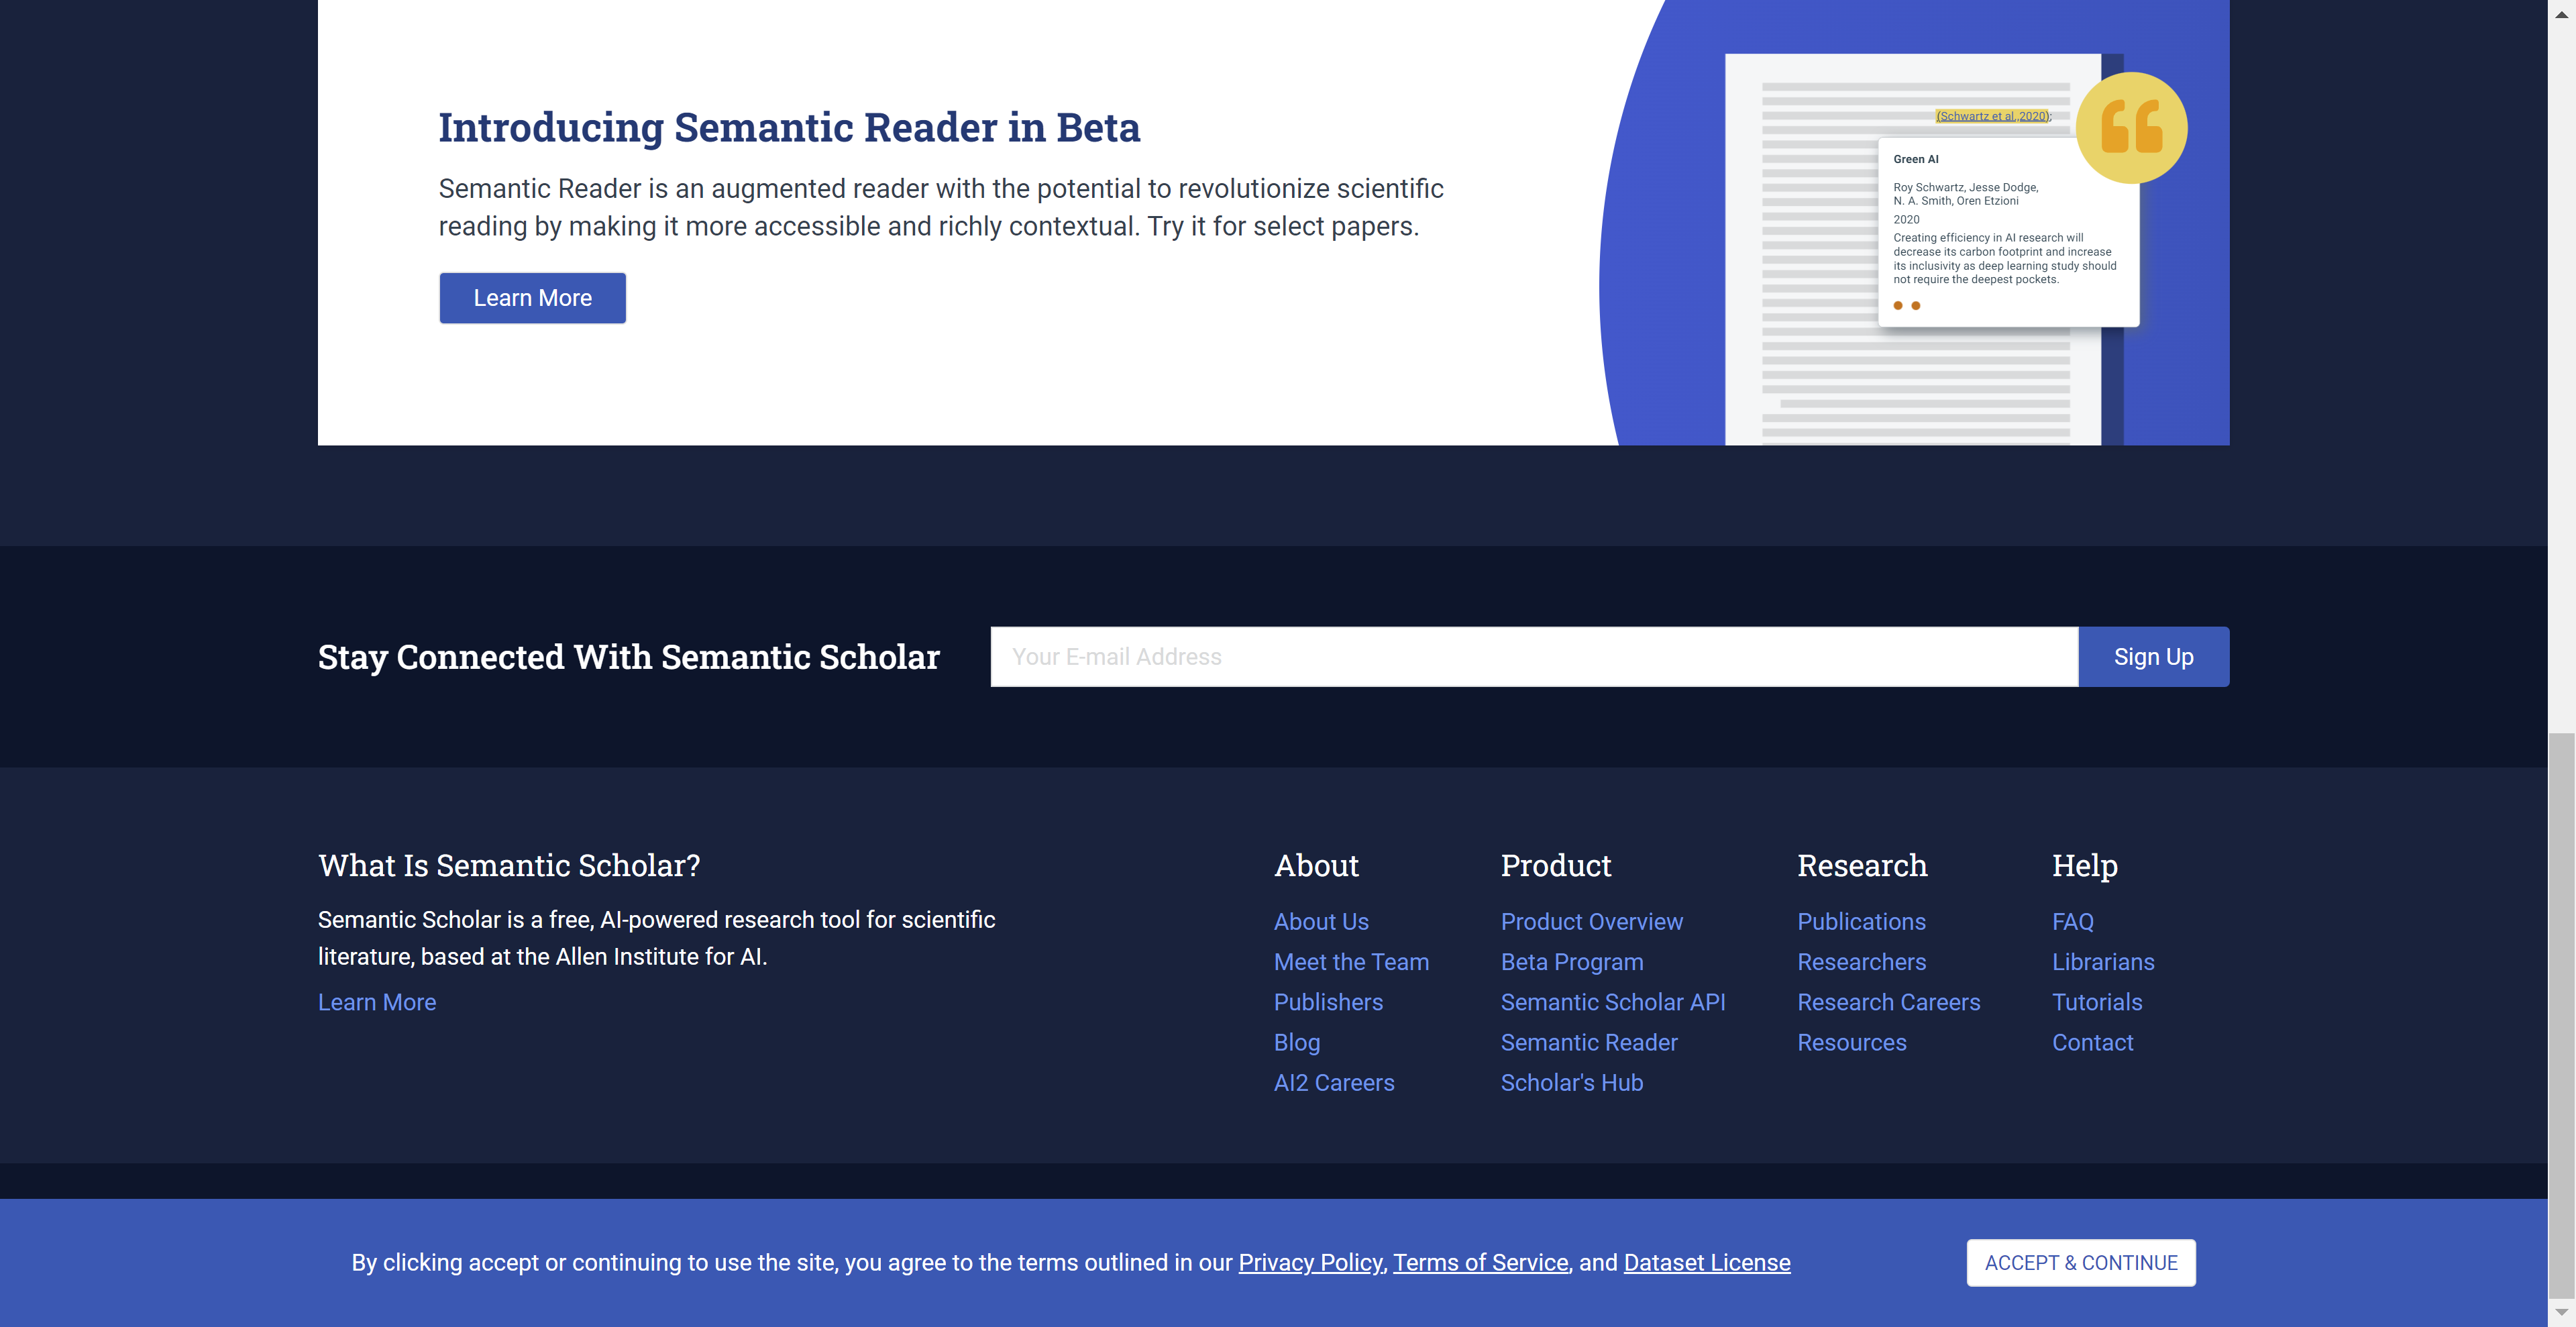 Introducing Semantic Reader in Beta
Semantic Reader is an augmented reader with the potential to revolutionize scientific
reading by making it more accessible and richly contextual. Try it for select papers.
Learn More
(Schwartz et al.,2020);
Green AI
Roy Schwartz, Jesse Dodge,
N. A. Smith, Oren Etzioni
2020
Creating efficiency in AI research will
decrease its carbon footprint and increase
its inclusivity as deep learning study should
not require the deepest pockets.
Stay Connected With Semantic Scholar
Your E-mail Address
Sign Up
What Is Semantic Scholar?
Semantic Scholar is a free, AI-powered research tool for scientific
literature, based at the Allen Institute for AI.
Learn More
About
About Us
Meet the Team
Publishers
Blog
AI2 Careers
Product
Product Overview
Beta Program
Semantic Scholar API
Semantic Reader
Scholar's Hub
Research
Publications
Researchers
Research Careers
Resources
Help
FAQ
Librarians
Tutorials
Contact
By clicking accept or continuing to use the site, you agree to the terms outlined in our Privacy Policy, Terms of Service, and Dataset License
ACCEPT & CONTINUE